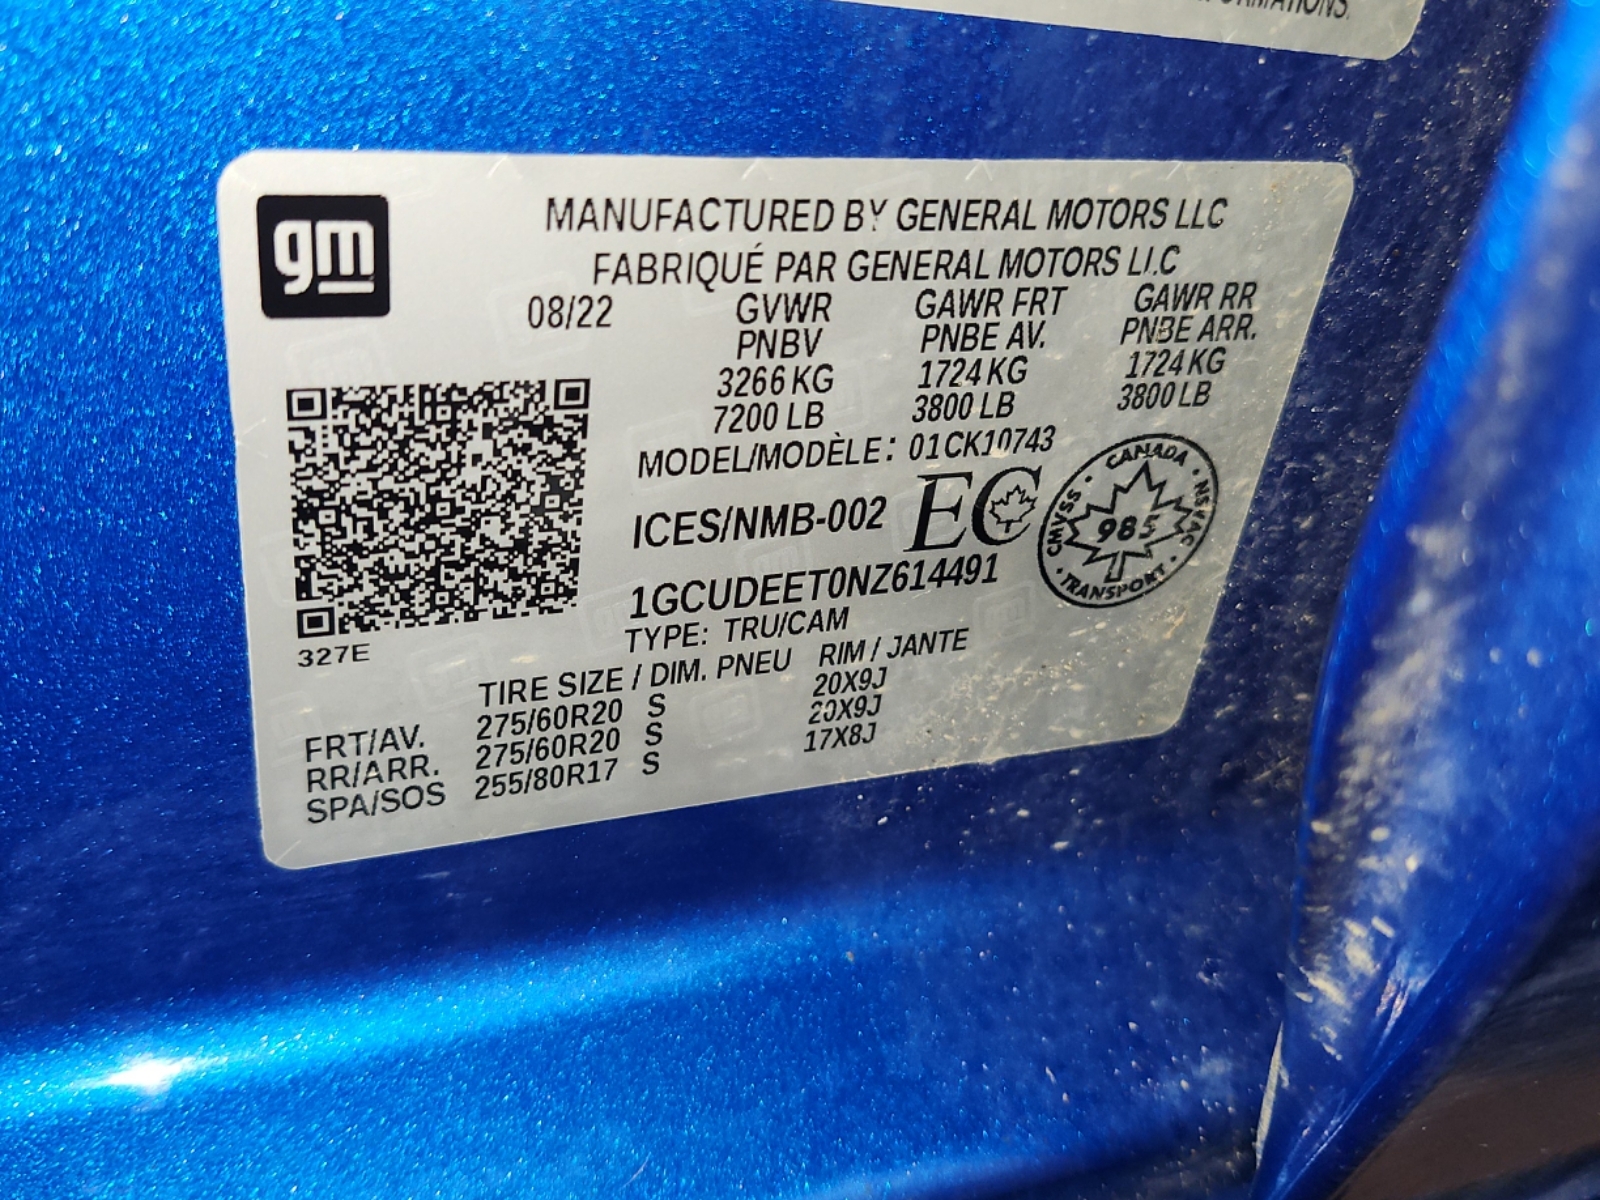 FORMATIONS.
gm
MANUFACTURED BY GENERAL MOTORS LLC
FABRIQUÉ PAR GENERAL MOTORS LLC
08/22 GVWR GAWR FRT GAWR RR
PNBV PNBE AV. PNBE ARR.
3266 KG 1724 KG 1724 KG
7200 LB 3800 LB 3800 LB
MODEL/MODÈLE: 01CK10743
ICES/NMB-002 EC
CANADA · NSVAC · TRANSPORT · CMVSS ·
985
1GCUDEET0NZ614491
TYPE: TRU/CAM
327E
TIRE SIZE / DIM. PNEU RIM / JANTE
FRT/AV. 275/60R20 S 20X9J
RR/ARR. 275/60R20 S 20X9J
SPA/SOS 255/80R17 S 17X8J